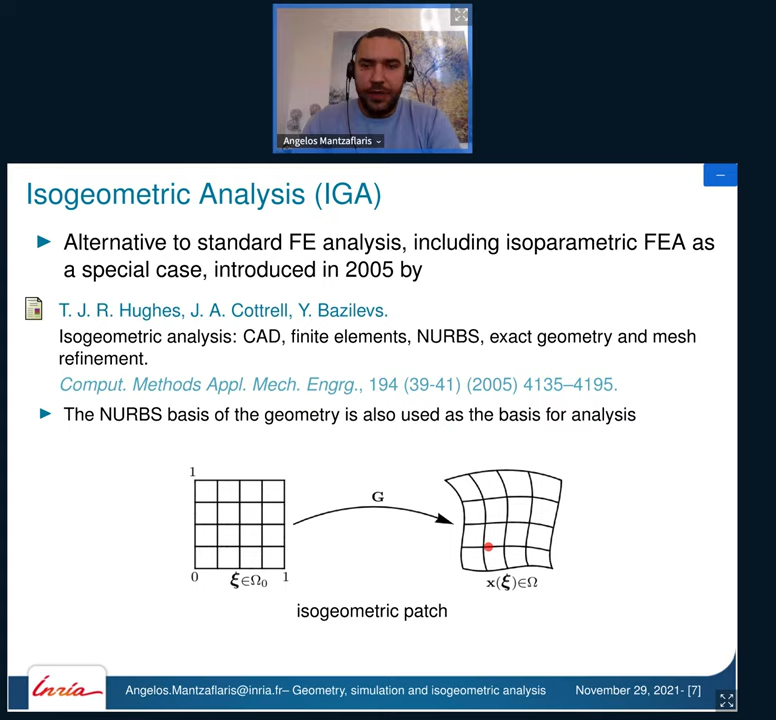 Angelos Mantzaflaris
Isogeometric Analysis (IGA)
Alternative to standard FE analysis, including isoparametric FEA as
a special case, introduced in 2005 by
T. J. R. Hughes, J. A. Cottrell, Y. Bazilevs.
Isogeometric analysis: CAD, finite elements, NURBS, exact geometry and mesh
refinement.
Comput. Methods Appl. Mech. Engrg., 194 (39-41) (2005) 4135–4195.
The NURBS basis of the geometry is also used as the basis for analysis
1
G
0 ξ∈Ω₀ 1
x(ξ)∈Ω
isogeometric patch
Inria
Angelos.Mantzaflaris@inria.fr– Geometry, simulation and isogeometric analysis November 29, 2021- [7]